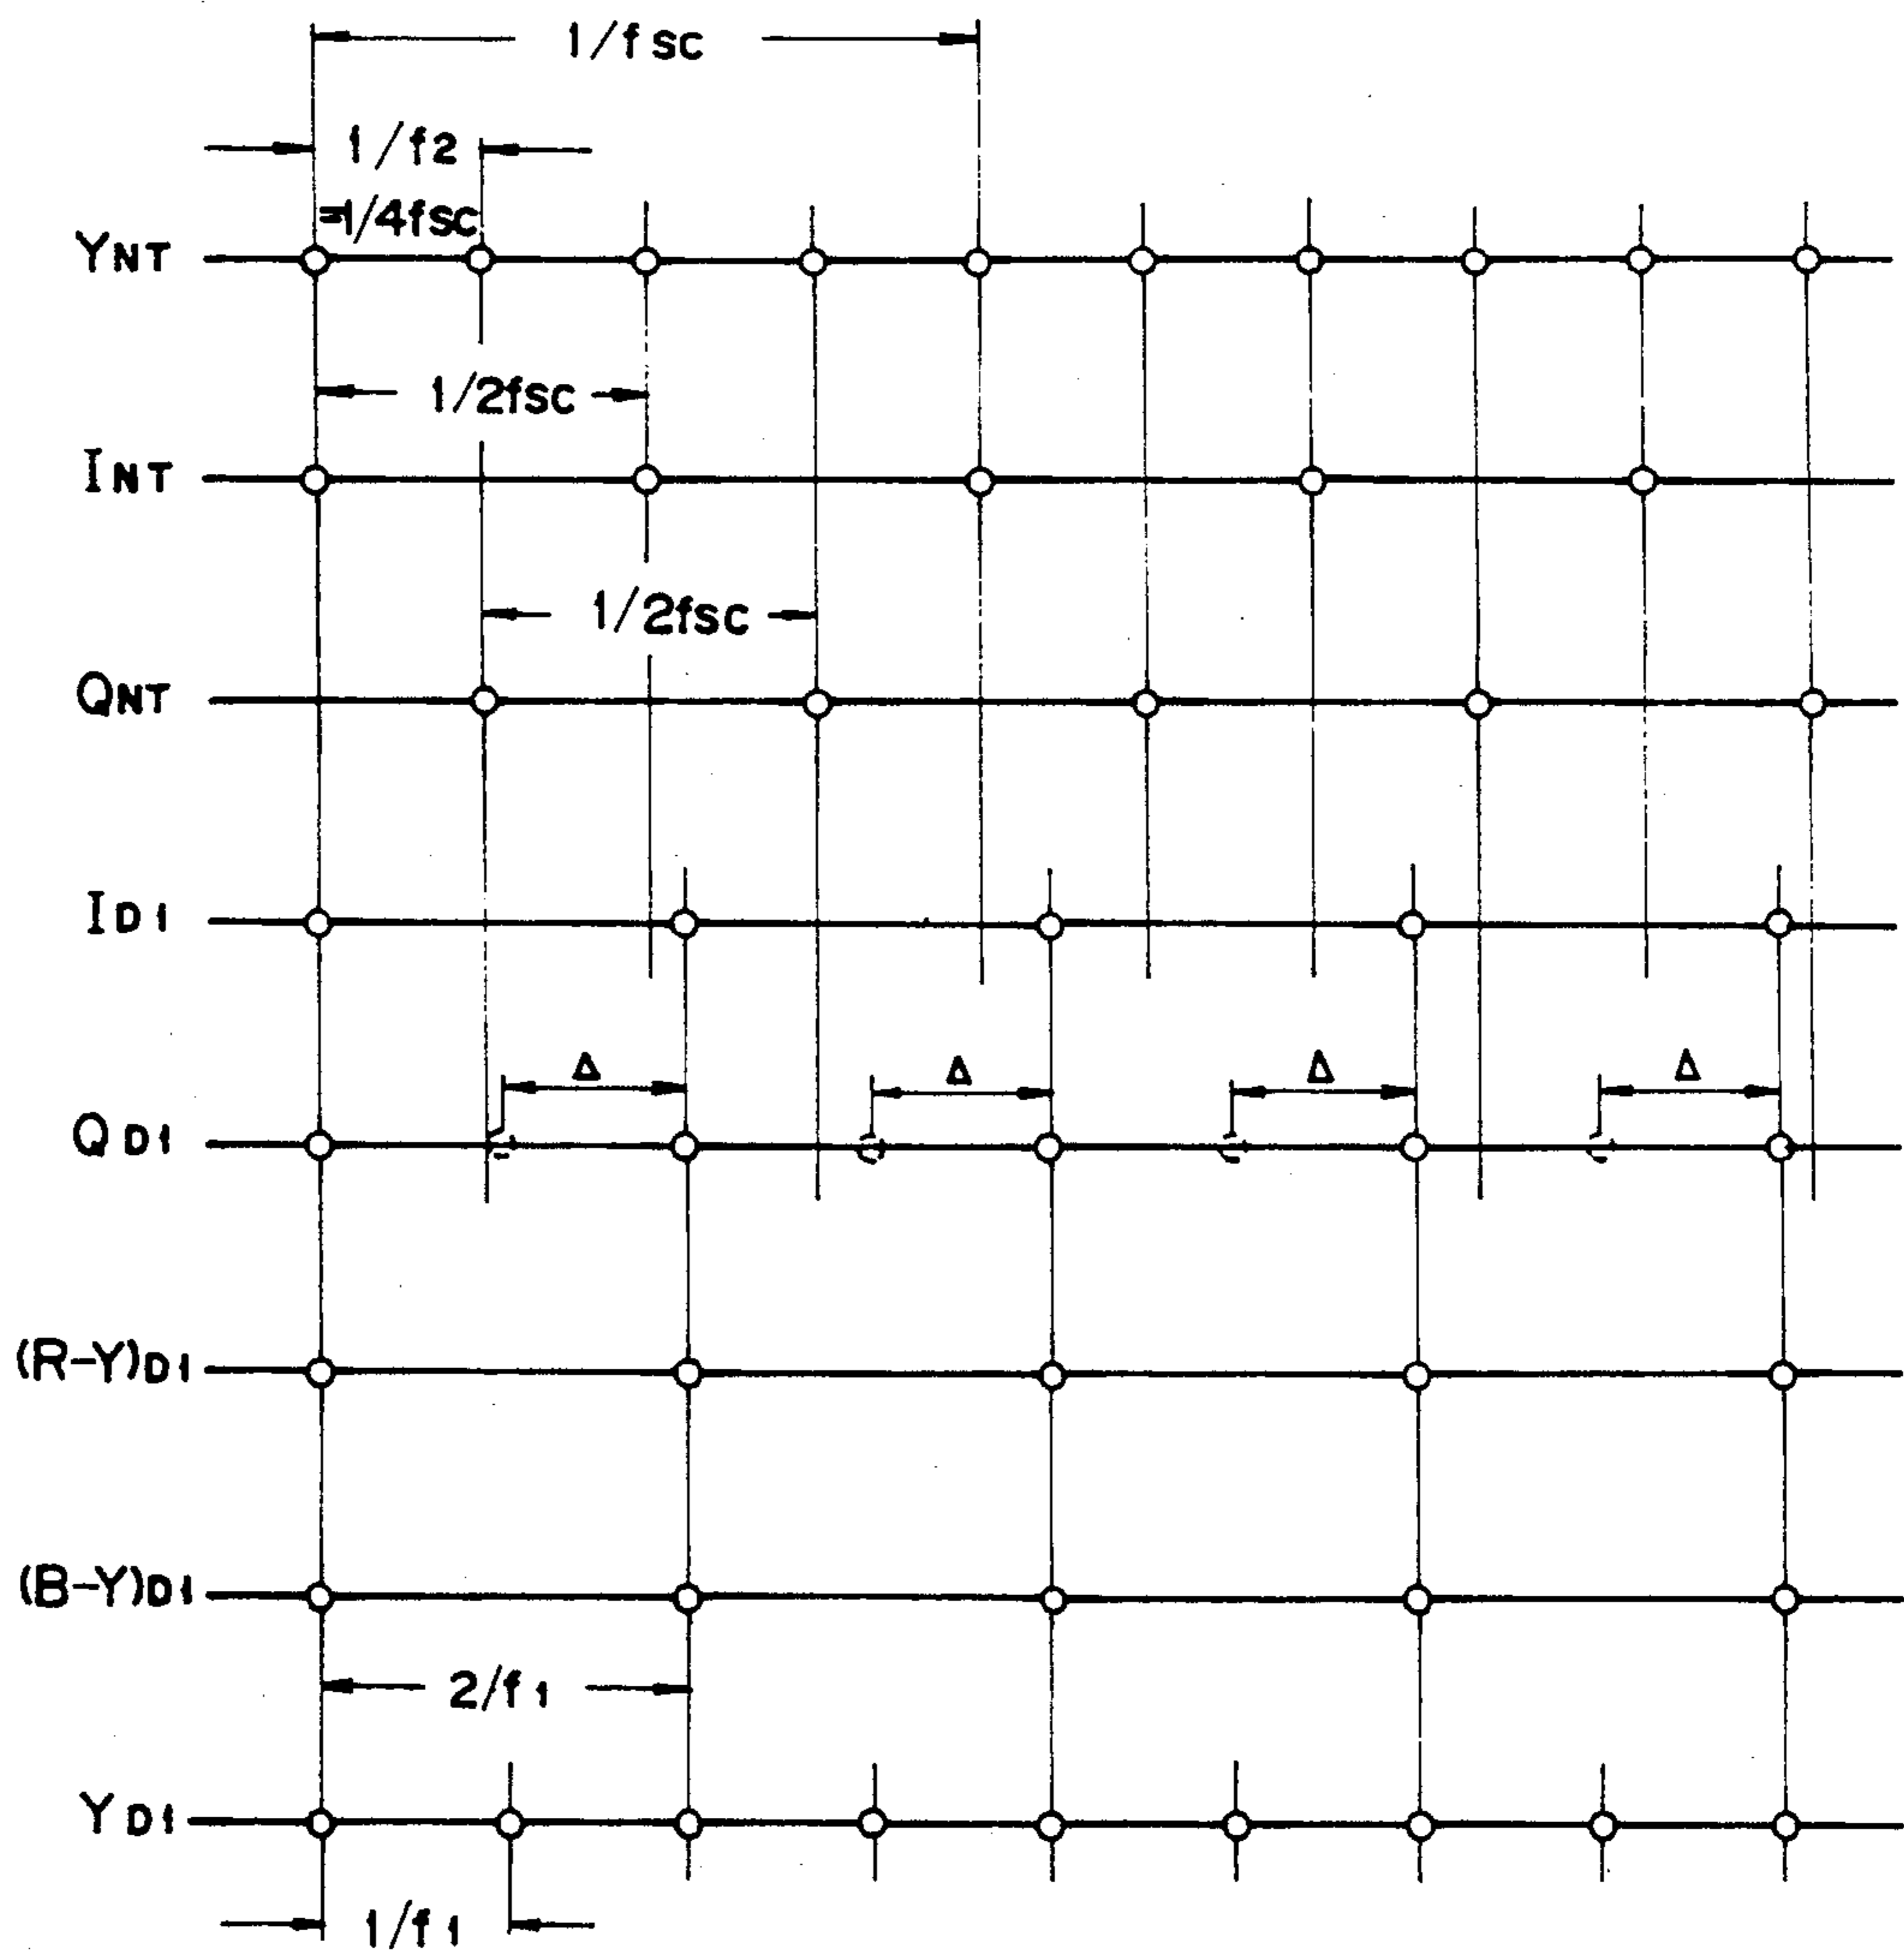 1/fsc
1/f2
=1/4fsc
YNT
1/2fsc
INT
1/2fsc
QNT
ID1
Δ Δ Δ Δ
QD1
(R-Y)D1
(B-Y)D1
2/f1
YD1
1/f1